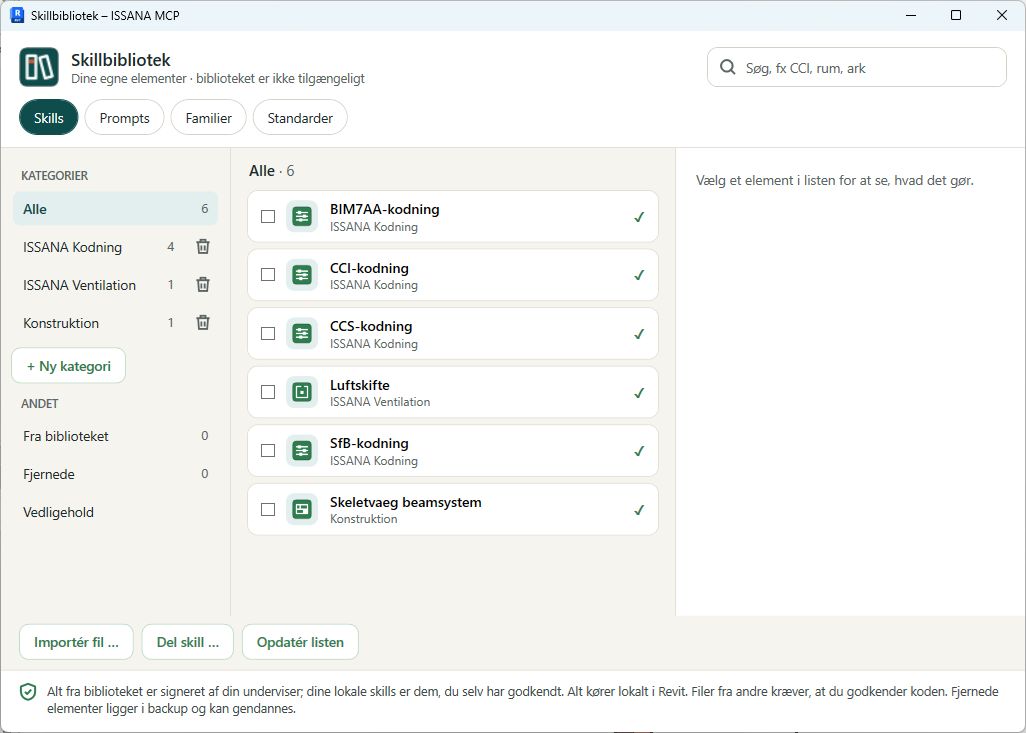 Skillbibliotek – ISSANA MCP
Skillbibliotek
Dine egne elementer · biblioteket er ikke tilgængeligt
Søg, fx CCI, rum, ark
Skills
Prompts
Familier
Standarder
KATEGORIER
Alle 6
ISSANA Kodning 4
ISSANA Ventilation 1
Konstruktion 1
+ Ny kategori
ANDET
Fra biblioteket 0
Fjernede 0
Vedligehold
Alle · 6
BIM7AA-kodning
ISSANA Kodning
CCI-kodning
ISSANA Kodning
CCS-kodning
ISSANA Kodning
Luftskifte
ISSANA Ventilation
SfB-kodning
ISSANA Kodning
Skeletvaeg beamsystem
Konstruktion
Vælg et element i listen for at se, hvad det gør.
Importér fil ...
Del skill ...
Opdatér listen
Alt fra biblioteket er signeret af din underviser; dine lokale skills er dem, du selv har godkendt. Alt kører lokalt i Revit. Filer fra andre kræver, at du godkender koden. Fjernede
elementer ligger i backup og kan gendannes.